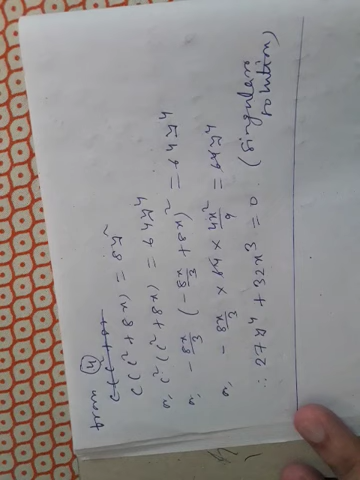 from (4)
c(c² + 8x) = 8y²
or, c²(c² + 8x)² = 64y⁴
or, -8x/3 (-8x/3 + 8x)² = 64y⁴
or, -8x/3 × 64 × 4x²/9 = 64y⁴
∴ 27y⁴ + 32x³ = 0 (Singular solution)